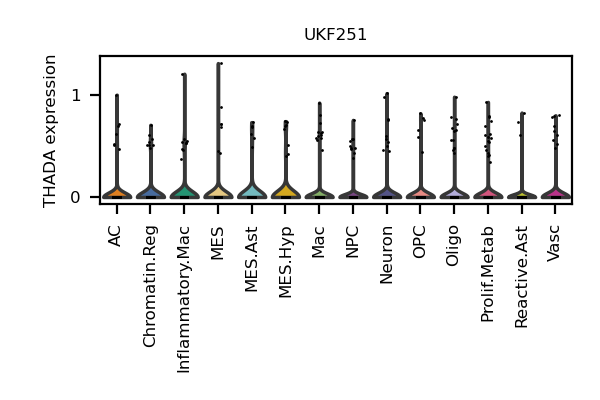 UKF251
THADA expression
1
0
AC
Chromatin.Reg
Inflammatory.Mac
MES
MES.Ast
MES.Hyp
Mac
NPC
Neuron
OPC
Oligo
Prolif.Metab
Reactive.Ast
Vasc